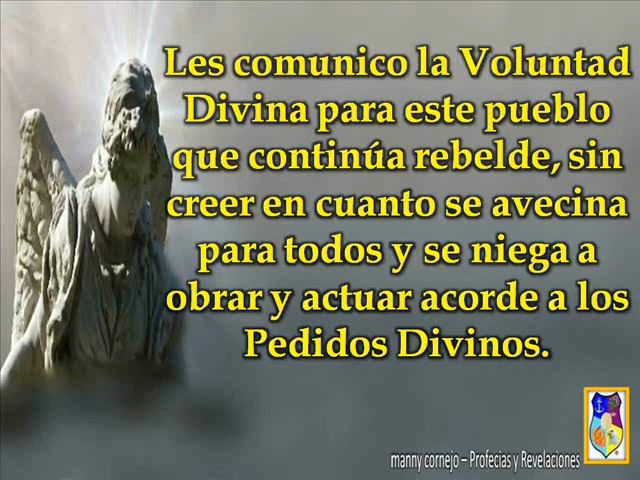 Les comunico la Voluntad
Divina para este pueblo
que continúa rebelde, sin
creer en cuanto se avecina
para todos y se niega a
obrar y actuar acorde a los
Pedidos Divinos.
manny cornejo – Profecias y Revelaciones